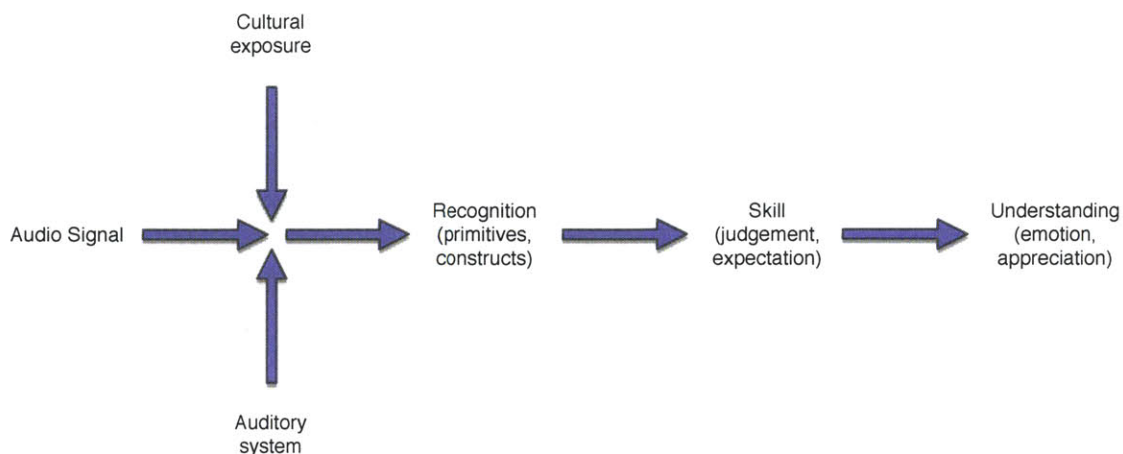 Cultural
exposure
Audio Signal
Recognition
(primitives,
constructs)
Skill
(judgement,
expectation)
Understanding
(emotion,
appreciation)
Auditory
system